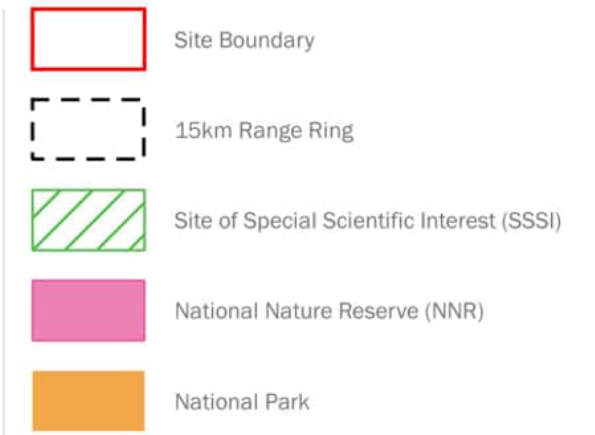 Site Boundary
15km Range Ring
Site of Special Scientific Interest (SSSI)
National Nature Reserve (NNR)
National Park